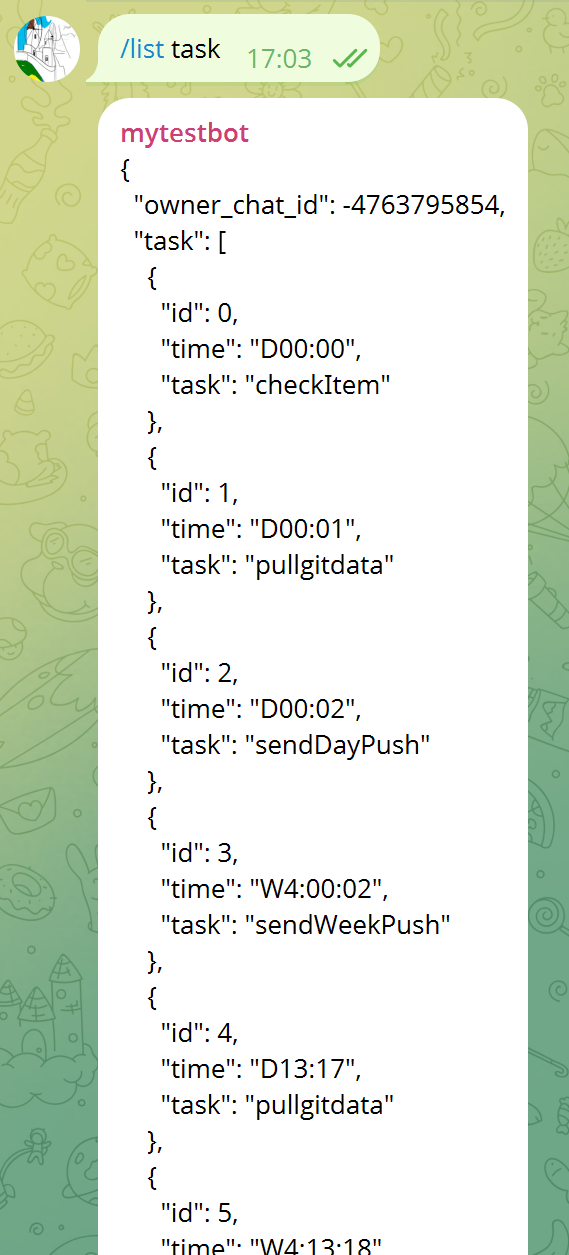 /list task 17:03
mytestbot
{
"owner_chat_id": -4763795854,
"task": [
{
"id": 0,
"time": "D00:00",
"task": "checkItem"
},
{
"id": 1,
"time": "D00:01",
"task": "pullgitdata"
},
{
"id": 2,
"time": "D00:02",
"task": "sendDayPush"
},
{
"id": 3,
"time": "W4:00:02",
"task": "sendWeekPush"
},
{
"id": 4,
"time": "D13:17",
"task": "pullgitdata"
},
{
"id": 5,
"time": "W4:13:18"